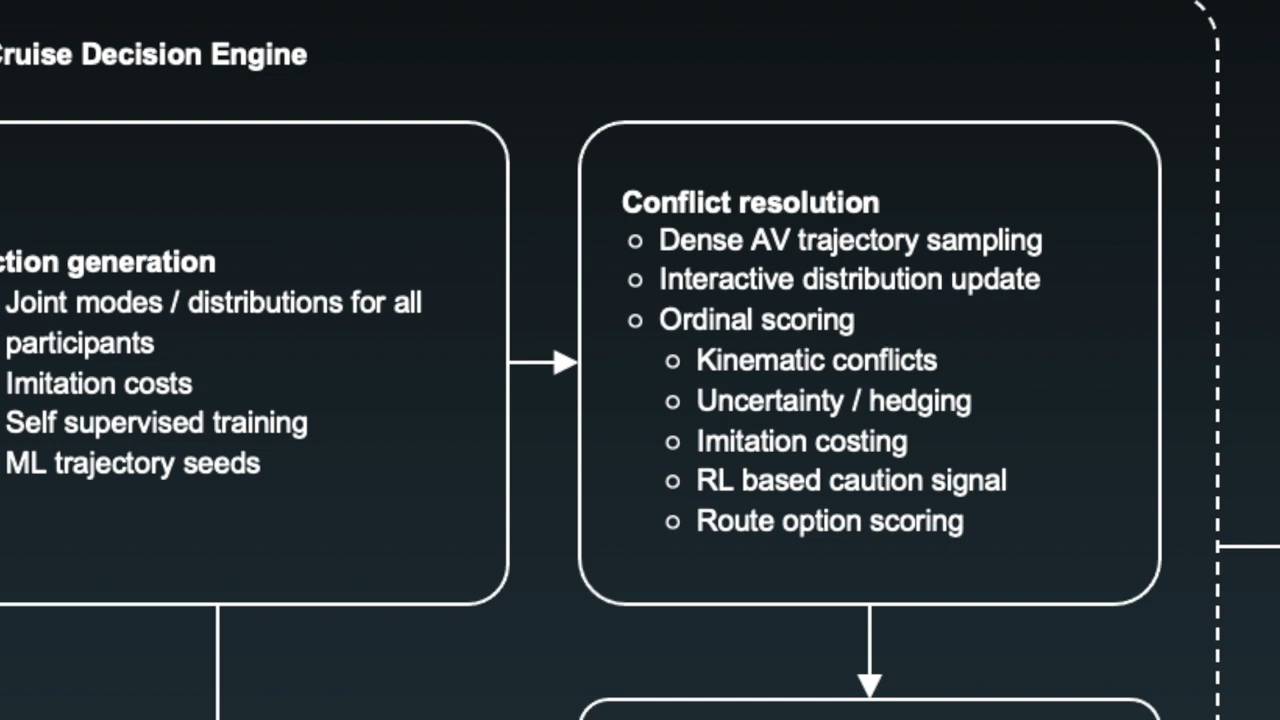 Cruise Decision Engine
ction generation
Joint modes / distributions for all
participants
Imitation costs
Self supervised training
ML trajectory seeds
Conflict resolution
Dense AV trajectory sampling
Interactive distribution update
Ordinal scoring
Kinematic conflicts
Uncertainty / hedging
Imitation costing
RL based caution signal
Route option scoring